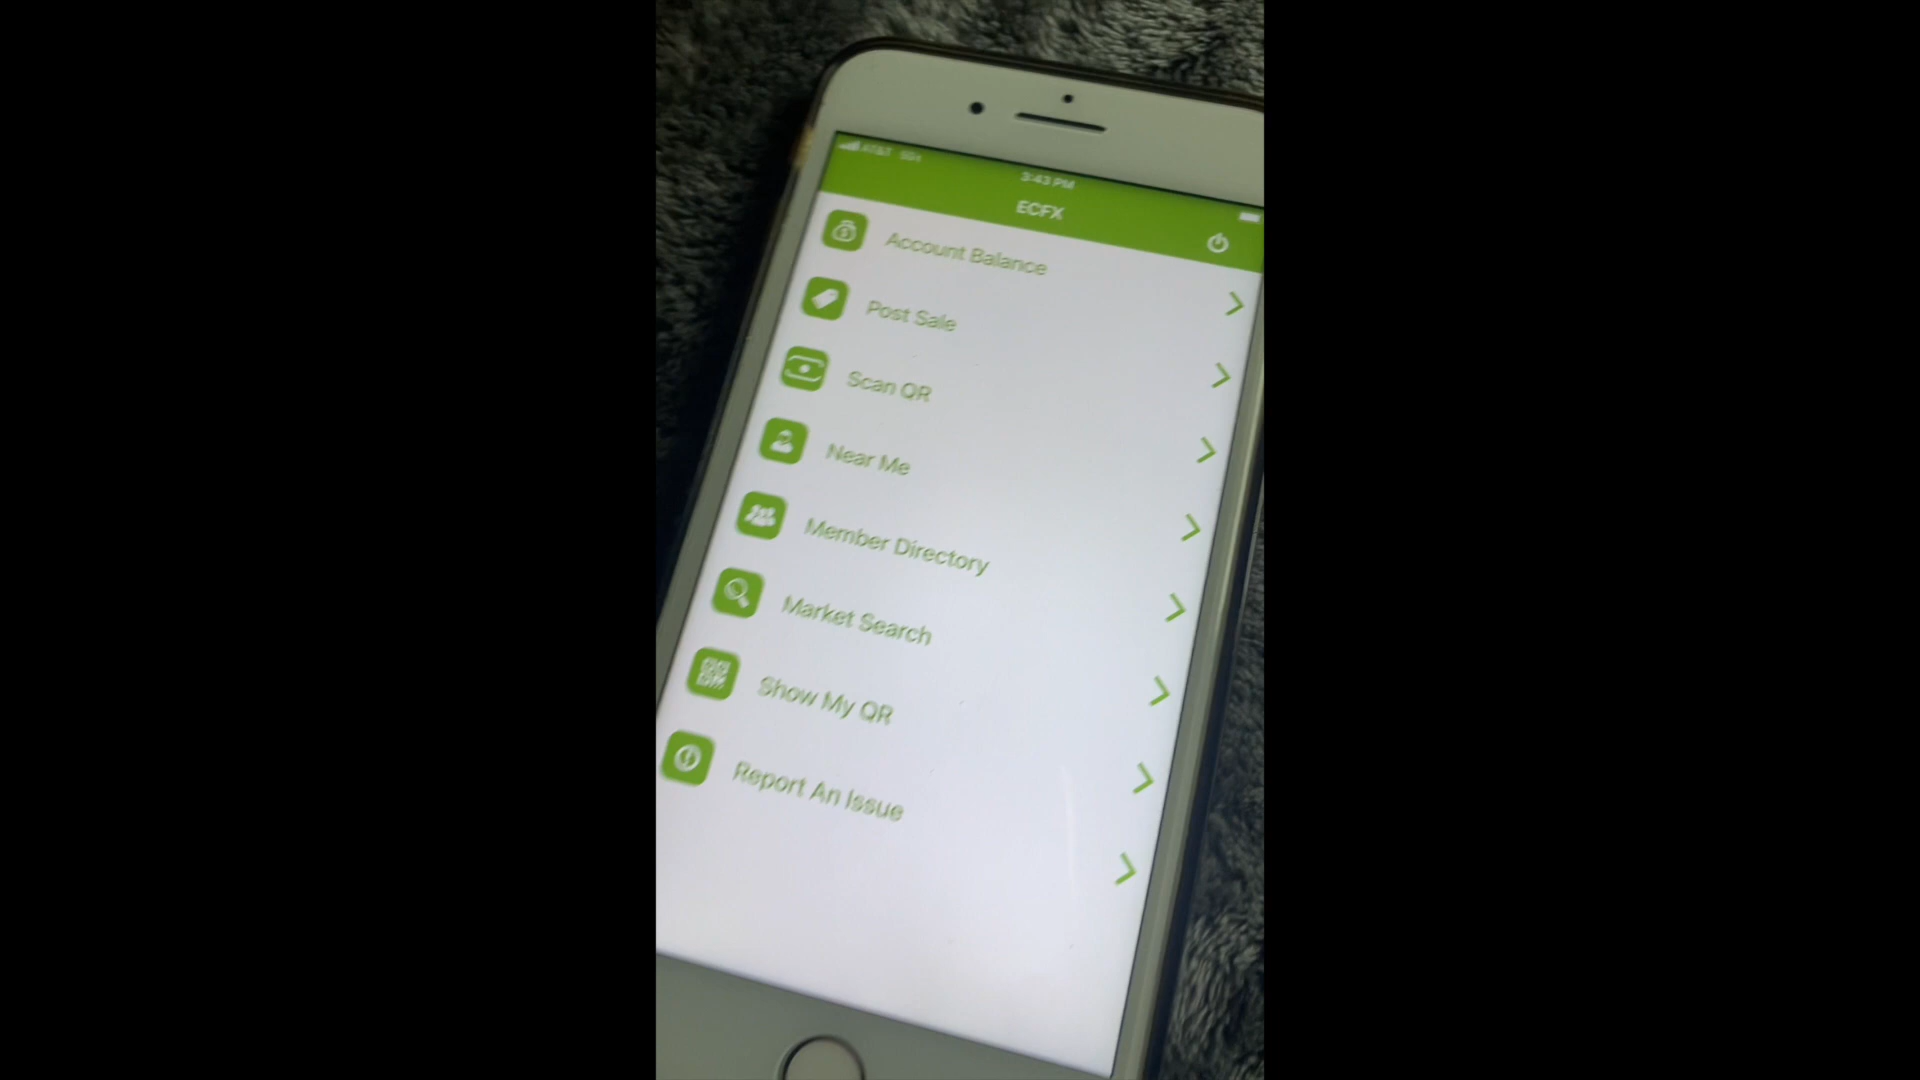 AT&T 5G+
3:43 PM
ECFX
Account Balance
Post Sale
Scan QR
Near Me
Member Directory
Market Search
Show My QR
Report An Issue